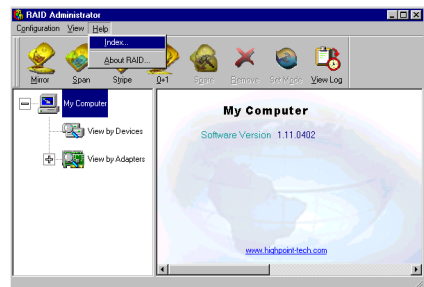 RAID Administrator
Configuration View Help
Index...
About RAID...
Mirror Span Stripe 0+1 Spare Remove Set Mode View Log
My Computer
View by Devices
View by Adapters
My Computer
Software Version 1.11.0402
www.highpoint-tech.com